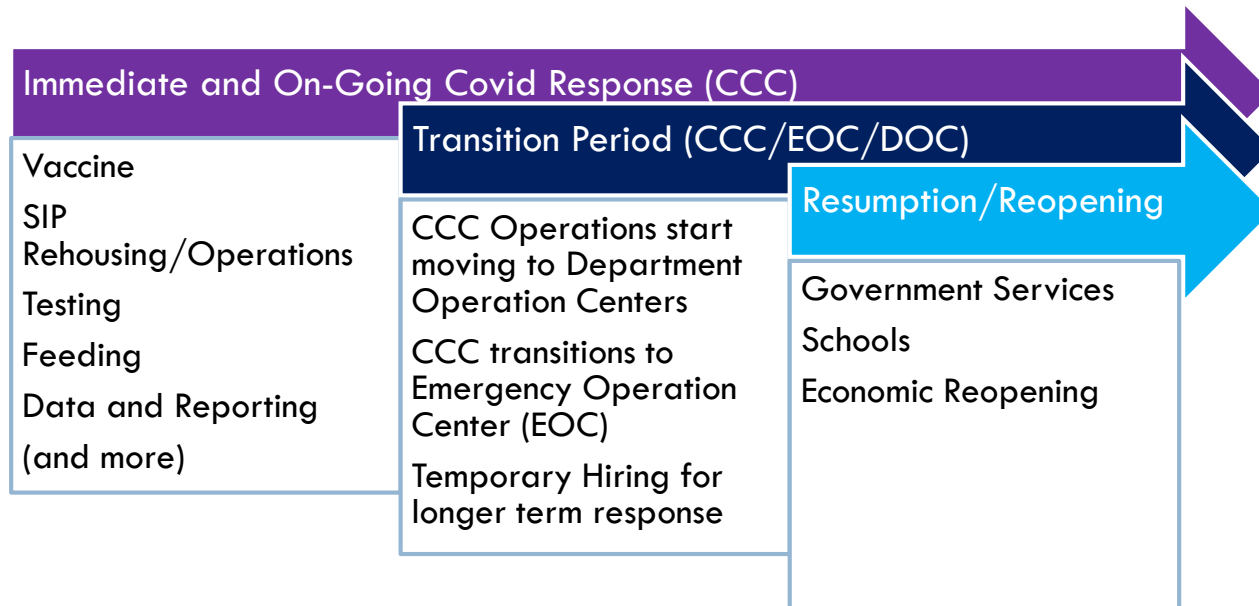 Immediate and On-Going Covid Response (CCC)
Vaccine
SIP
Rehousing/Operations
Testing
Feeding
Data and Reporting
(and more)
Transition Period (CCC/EOC/DOC)
CCC Operations start
moving to Department
Operation Centers
CCC transitions to
Emergency Operation
Center (EOC)
Temporary Hiring for
longer term response
Resumption/Reopening
Government Services
Schools
Economic Reopening